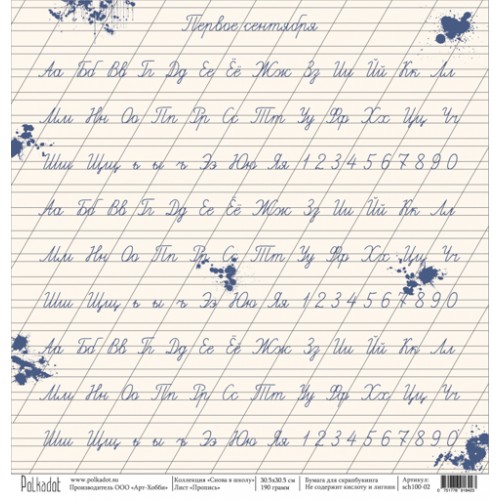 Первое сентября
Аа Бб Вв Гг Дд Ее Ёё Жж Зз Ии Йй Кк Лл
Мм Нн Оо Пп Рр Сс Тт Уу Фф Хх Цц Чч
Шш Щщ ь ы ъ Ээ Юю Яя 1 2 3 4 5 6 7 8 9 0
Аа Бб Вв Гг Дд Ее Ёё Жж Зз Ии Йй Кк Лл
Мм Нн Оо Пп Рр Сс Тт Уу Фф Хх Цц Чч
Шш Щщ ь ы ъ Ээ Юю Яя 1 2 3 4 5 6 7 8 9 0
Аа Бб Вв Гг Дд Ее Ёё Жж Зз Ии Йй Кк Лл
Мм Нн Оо Пп Рр Сс Тт Уу Фф Хх Цц Чч
Шш Щщ ь ы ъ Ээ Юю Яя 1 2 3 4 5 6 7 8 9 0
Polkadot
www.polkadot.su
Производитель ООО «Арт-Хобби»
Коллекция «Снова в школу»
Лист «Пропись»
30.5х30.5 см
190 грамм
Бумага для скрапбукинга
Не содержит кислоту и лигнин
Артикул:
sch100-02